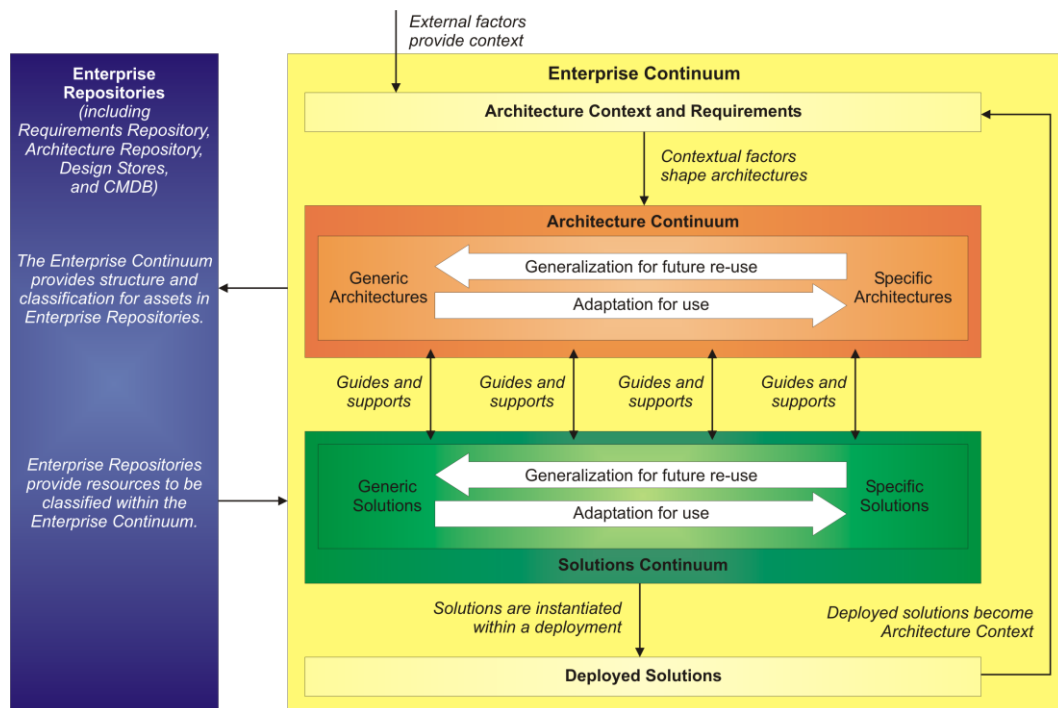 External factors
provide context
Enterprise
Repositories
(including
Requirements Repository,
Architecture Repository,
Design Stores,
and CMDB)
The Enterprise Continuum
provides structure and
classification for assets in
Enterprise Repositories.
Enterprise Repositories
provide resources to be
classified within the
Enterprise Continuum.
Enterprise Continuum
Architecture Context and Requirements
Contextual factors
shape architectures
Architecture Continuum
Generic
Architectures
Generalization for future re-use
Adaptation for use
Specific
Architectures
Guides and
supports
Guides and
supports
Guides and
supports
Guides and
supports
Generic
Solutions
Generalization for future re-use
Adaptation for use
Specific
Solutions
Solutions Continuum
Solutions are instantiated
within a deployment
Deployed solutions become
Architecture Context
Deployed Solutions